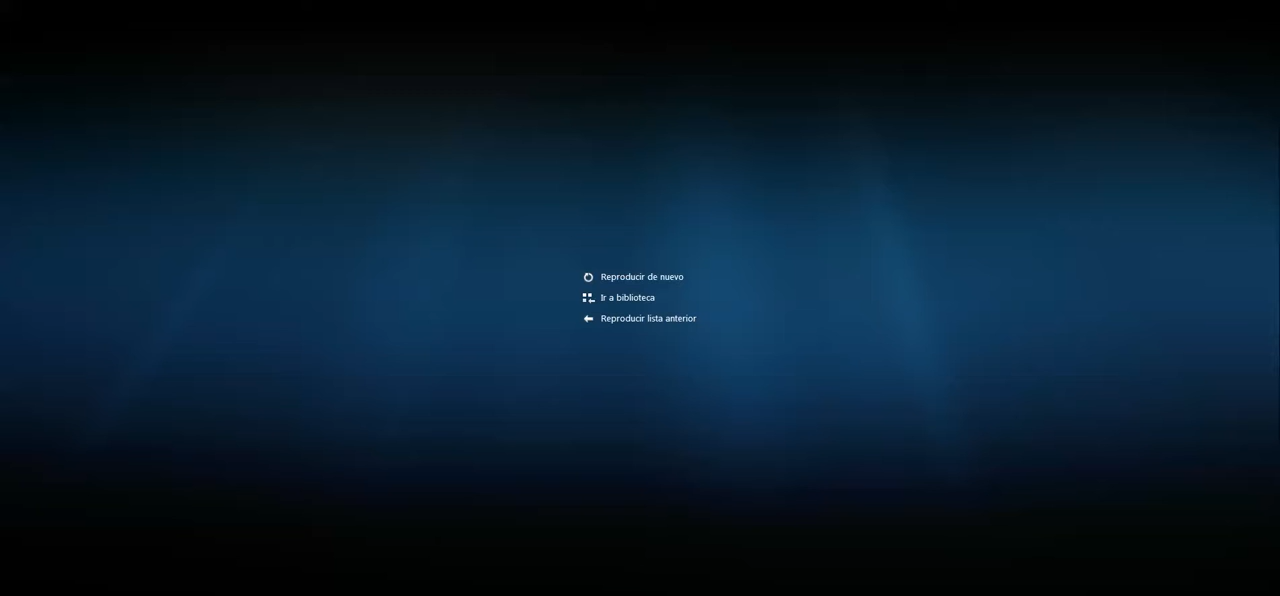 Reproducir de nuevo
Ir a biblioteca
Reproducir lista anterior